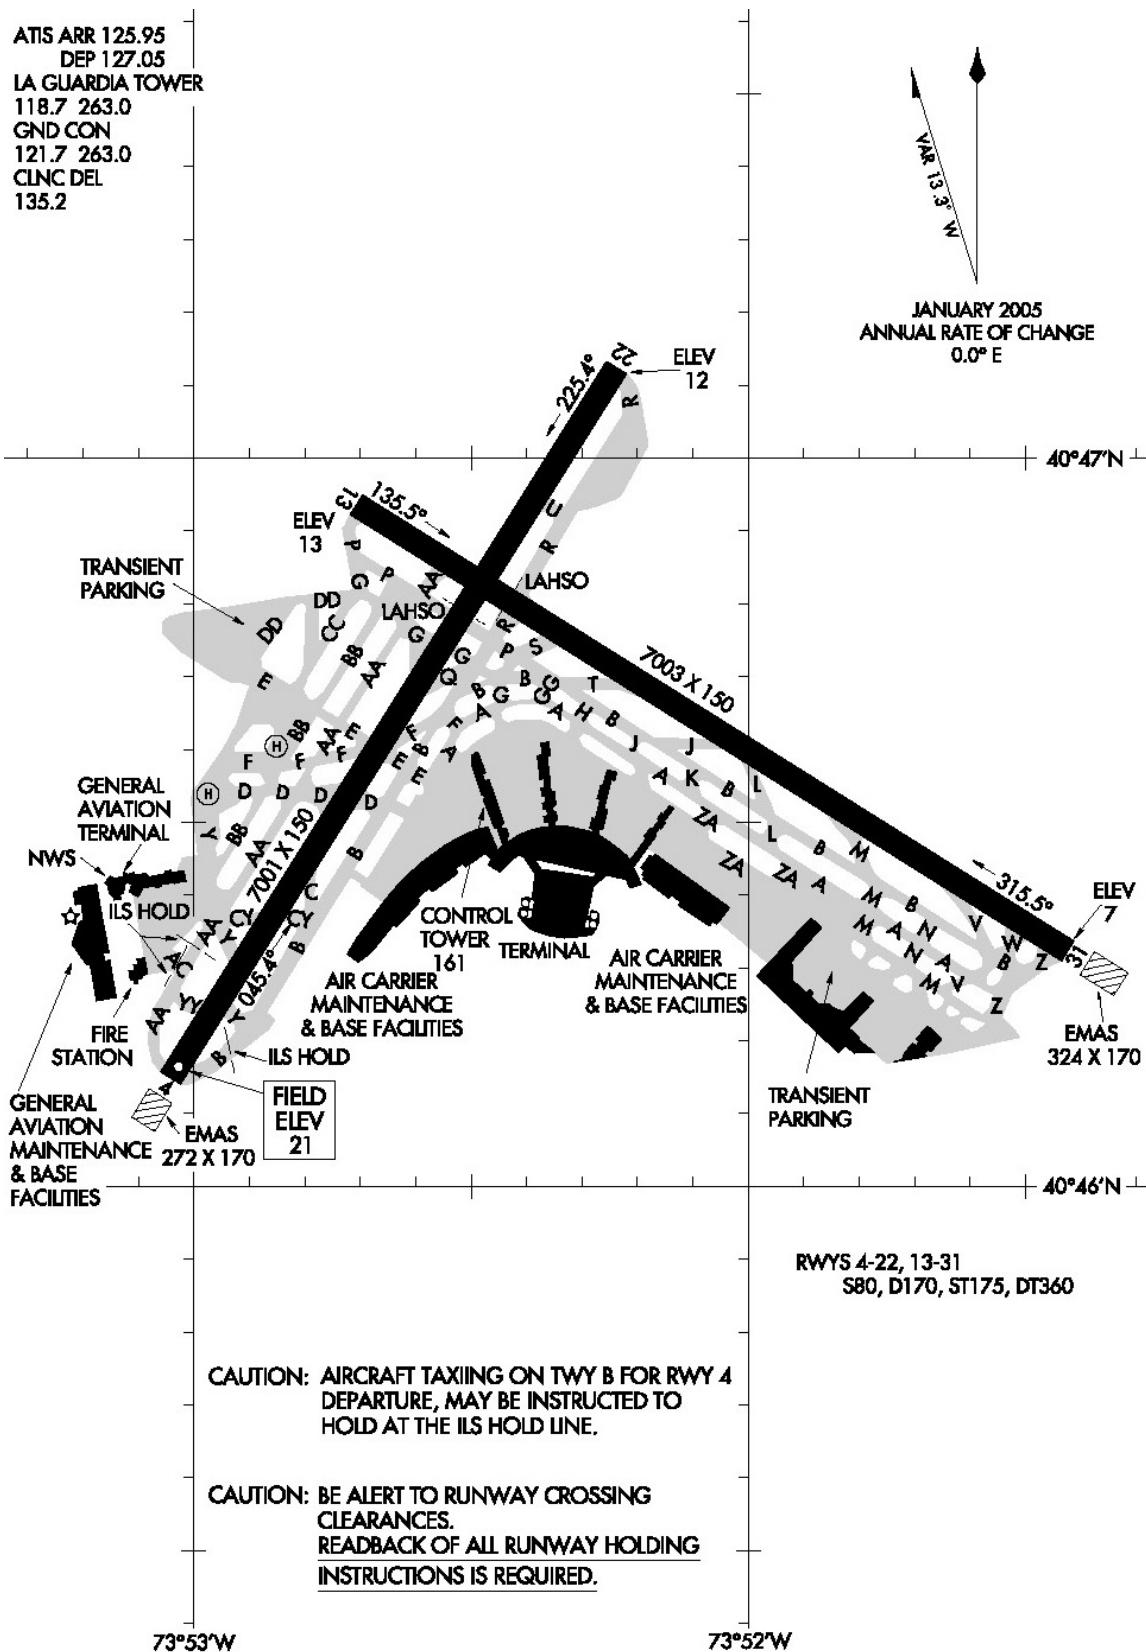 ATIS ARR 125.95
DEP 127.05
LA GUARDIA TOWER
118.7 263.0
GND CON
121.7 263.0
CLNC DEL
135.2
VAR 13.3° W
JANUARY 2005
ANNUAL RATE OF CHANGE
0.0° E
22
ELEV
12
225.4°
R
40°47'N
13
135.5°
ELEV
13
U
R
P
G
P
AA
LAHSO
LAHSO
TRANSIENT
PARKING
DD
DD
CC
BB
AA
G
R
P
S
G
Q
E
B
G
B
G
G
T
A
H
B
7003 X 150
BB
AA
E
F
F
A
J
J
H
F
F
F
B
E
E
A
K
B
L
GENERAL
AVIATION
TERMINAL
H
D
D
D
D
ZA
Y
BB
AA
7001 X 150
B
L
B
M
ZA
ZA
A
NWS
ILS HOLD
C
CY
CY
M
B
315.5°
ELEV
7
AA
Y
B
CONTROL
TOWER
161
TERMINAL
M
A
N
N
V
W
B
Z
31
A
C
045.4°
AIR CARRIER
MAINTENANCE
& BASE FACILITIES
AIR CARRIER
MAINTENANCE
& BASE FACILITIES
A
M
V
Z
AA
YY
Y
B
ILS HOLD
FIRE
STATION
4
FIELD
ELEV
21
EMAS
272 X 170
EMAS
324 X 170
TRANSIENT
PARKING
GENERAL
AVIATION
MAINTENANCE
& BASE
FACILITIES
40°46'N
RWYS 4-22, 13-31
S80, D170, ST175, DT360
CAUTION: AIRCRAFT TAXIING ON TWY B FOR RWY 4
DEPARTURE, MAY BE INSTRUCTED TO
HOLD AT THE ILS HOLD LINE.
CAUTION: BE ALERT TO RUNWAY CROSSING
CLEARANCES.
READBACK OF ALL RUNWAY HOLDING
INSTRUCTIONS IS REQUIRED.
73°53'W
73°52'W